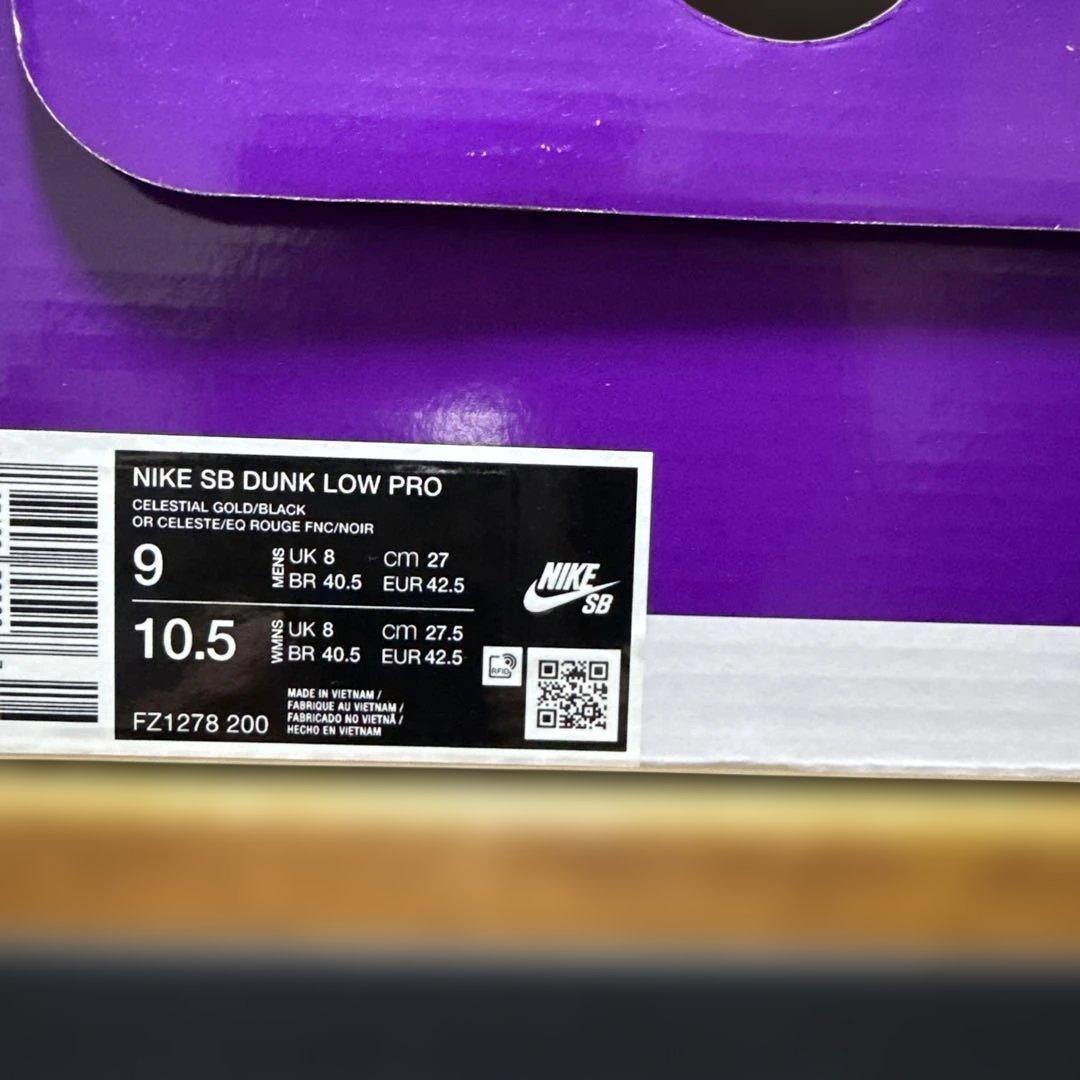 NIKE SB DUNK LOW PRO
CELESTIAL GOLD/BLACK
OR CELESTE/EQ ROUGE FNC/NOIR
9 MENS UK 8 cm 27
BR 40.5 EUR 42.5
10.5 WMNS UK 8 cm 27.5
BR 40.5 EUR 42.5
NIKE
SB
RFID
MADE IN VIETNAM /
FABRIQUE AU VIETNAM /
FABRICADO NO VIETNÃ /
HECHO EN VIETNAM
FZ1278 200